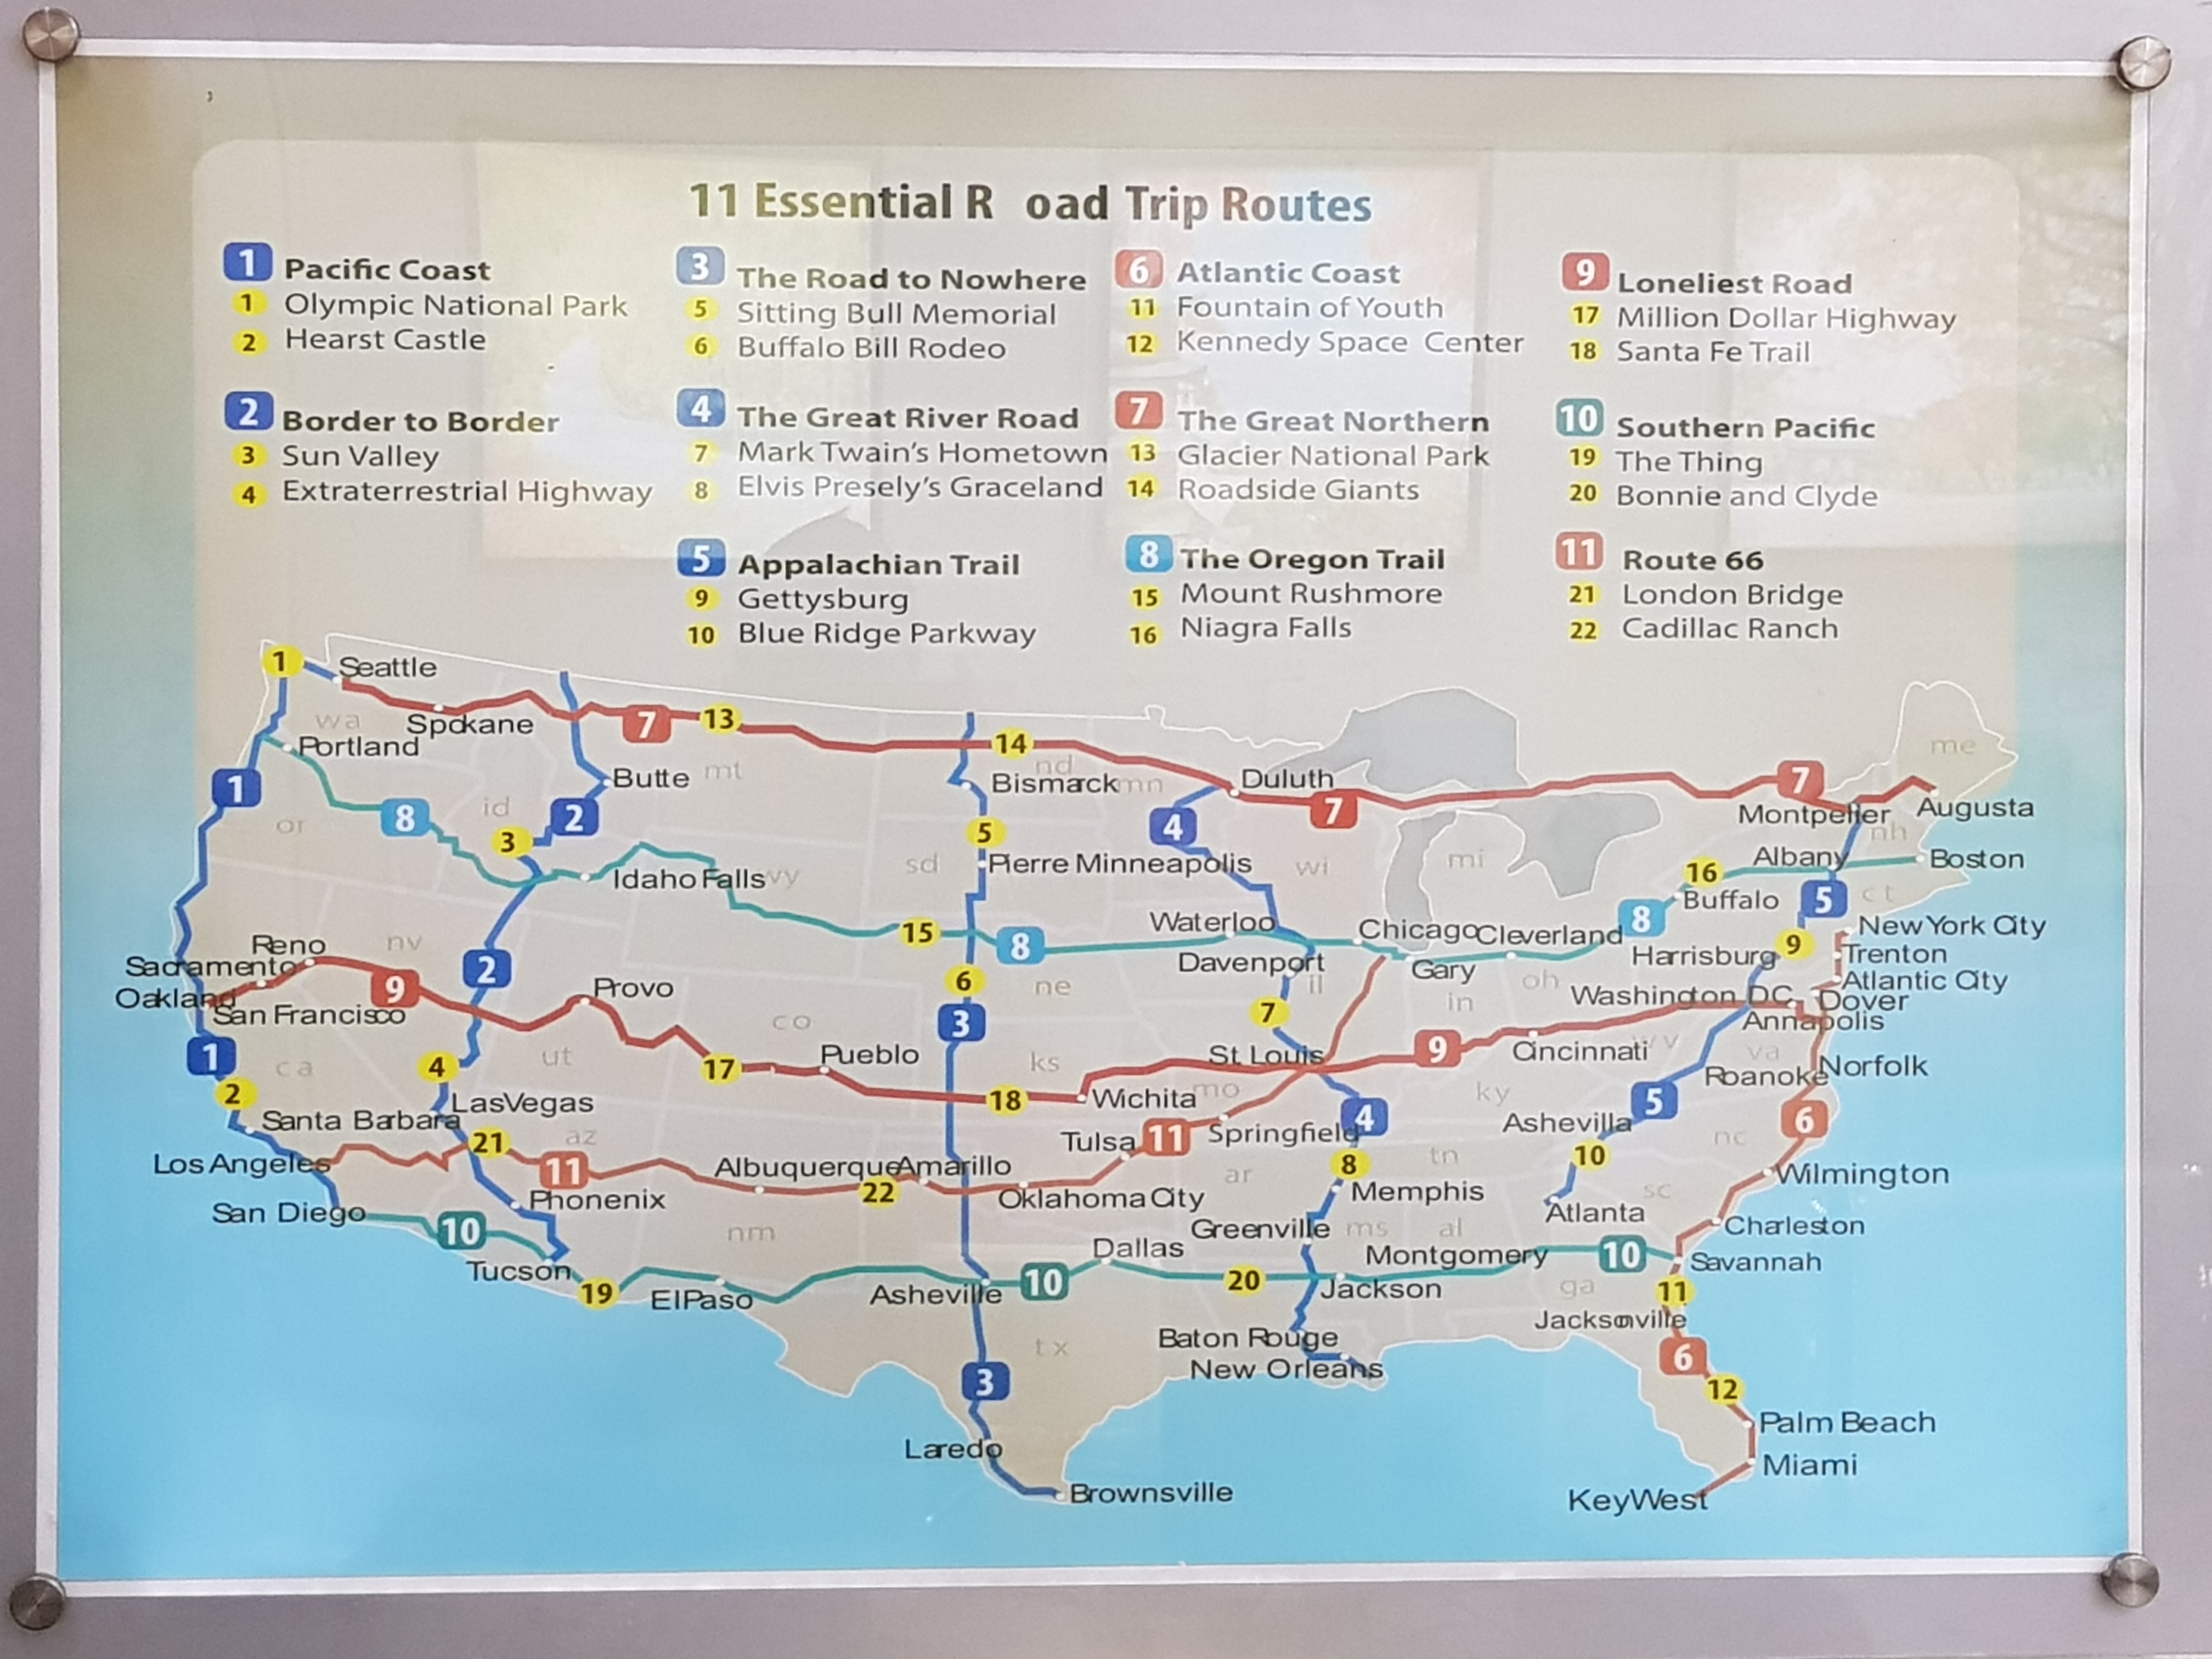 11 Essential R oad Trip Routes
1 Pacific Coast
1 Olympic National Park
2 Hearst Castle
2 Border to Border
3 Sun Valley
4 Extraterrestrial Highway
3 The Road to Nowhere
5 Sitting Bull Memorial
6 Buffalo Bill Rodeo
4 The Great River Road
7 Mark Twain's Hometown
8 Elvis Presely's Graceland
5 Appalachian Trail
9 Gettysburg
10 Blue Ridge Parkway
6 Atlantic Coast
11 Fountain of Youth
12 Kennedy Space Center
7 The Great Northern
13 Glacier National Park
14 Roadside Giants
8 The Oregon Trail
15 Mount Rushmore
16 Niagra Falls
9 Loneliest Road
17 Million Dollar Highway
18 Santa Fe Trail
10 Southern Pacific
19 The Thing
20 Bonnie and Clyde
11 Route 66
21 London Bridge
22 Cadillac Ranch
1 Seattle
wa Spokane 7 13 14 me
Portland Butte mt nd Bismarck mn Duluth 7 7
1 8 id 2 4 Montpelier Augusta
or 3 5 nh
Idaho Falls wy sd Pierre Minneapolis wi mi 16 Albany Boston
Buffalo 5 ct
15 8 Waterloo Chicago Cleverland 8 New York City
Reno nv 2 Davenport Gary Harrisburg 9 Trenton
Sacramento 9 Provo 6 ne il oh Atlantic City
Oakland San Francisco 7 in Washington DC Dover
co 3 Annapolis
1 ca ut Pueblo ks St. Louis 9 Cincinnati wv va
2 4 17 Roanoke Norfolk
Las Vegas 18 Wichita mo ky 5
Santa Barbara 21 az Tulsa 11 Springfield 4 Ashevilla nc 6
Los Angeles 11 Albuquerque Amarillo ar 8 tn 10
San Diego Phonenix 22 Oklahoma City Memphis sc Wilmington
10 nm Greenville ms al Atlanta Charleston
Tucson Dallas Montgomery 10 Savannah
19 El Paso Asheville 10 20 Jackson ga 11
tx Baton Rouge Jacksonville
3 New Orleans 6
12
Laredo Palm Beach
Brownsville Miami
Key West